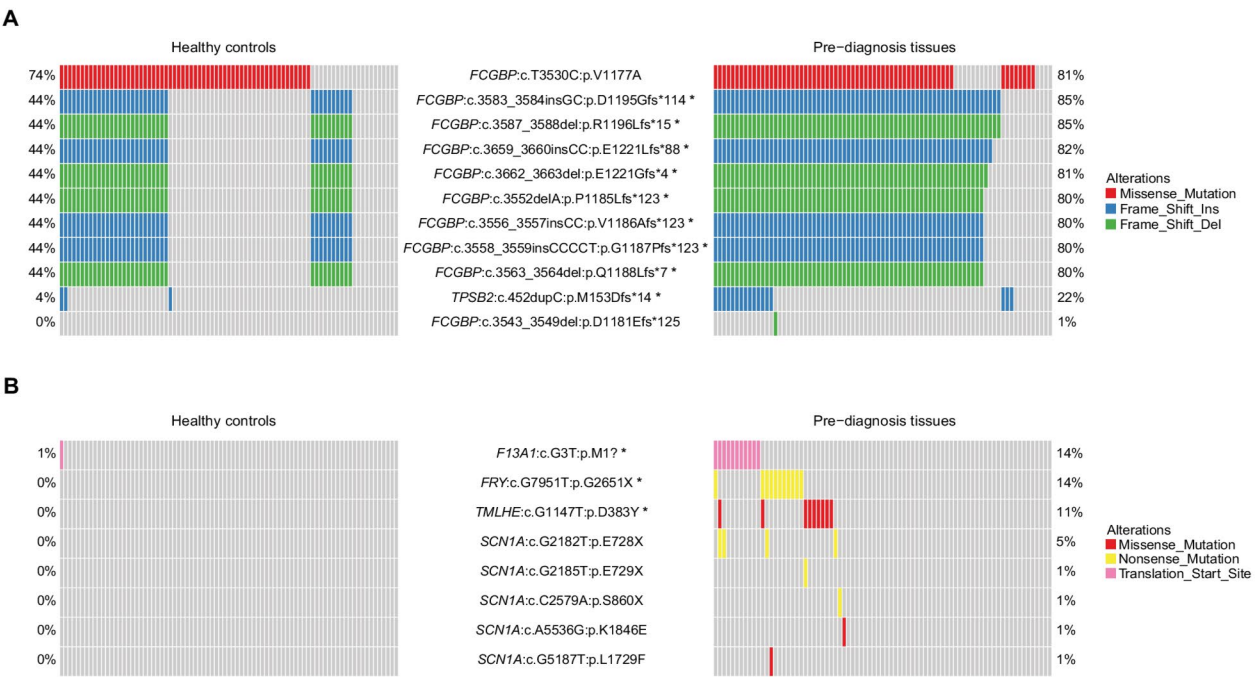 A
Healthy controls
Pre−diagnosis tissues
74% FCGBP:c.T3530C:p.V1177A 81%
44% FCGBP:c.3583_3584insGC:p.D1195Gfs*114 * 85%
44% FCGBP:c.3587_3588del:p.R1196Lfs*15 * 85%
44% FCGBP:c.3659_3660insCC:p.E1221Lfs*88 * 82%
44% FCGBP:c.3662_3663del:p.E1221Gfs*4 * 81%
44% FCGBP:c.3552delA:p.P1185Lfs*123 * 80%
44% FCGBP:c.3556_3557insCC:p.V1186Afs*123 * 80%
44% FCGBP:c.3558_3559insCCCCT:p.G1187Pfs*123 * 80%
44% FCGBP:c.3563_3564del:p.Q1188Lfs*7 * 80%
4% TPSB2:c.452dupC:p.M153Dfs*14 * 22%
0% FCGBP:c.3543_3549del:p.D1181Efs*125 1%
Alterations
Missense_Mutation
Frame_Shift_Ins
Frame_Shift_Del
B
Healthy controls
Pre−diagnosis tissues
1% F13A1:c.G3T:p.M1? * 14%
0% FRY:c.G7951T:p.G2651X * 14%
0% TMLHE:c.G1147T:p.D383Y * 11%
0% SCN1A:c.G2182T:p.E728X 5%
0% SCN1A:c.G2185T:p.E729X 1%
0% SCN1A:c.C2579A:p.S860X 1%
0% SCN1A:c.A5536G:p.K1846E 1%
0% SCN1A:c.G5187T:p.L1729F 1%
Alterations
Missense_Mutation
Nonsense_Mutation
Translation_Start_Site